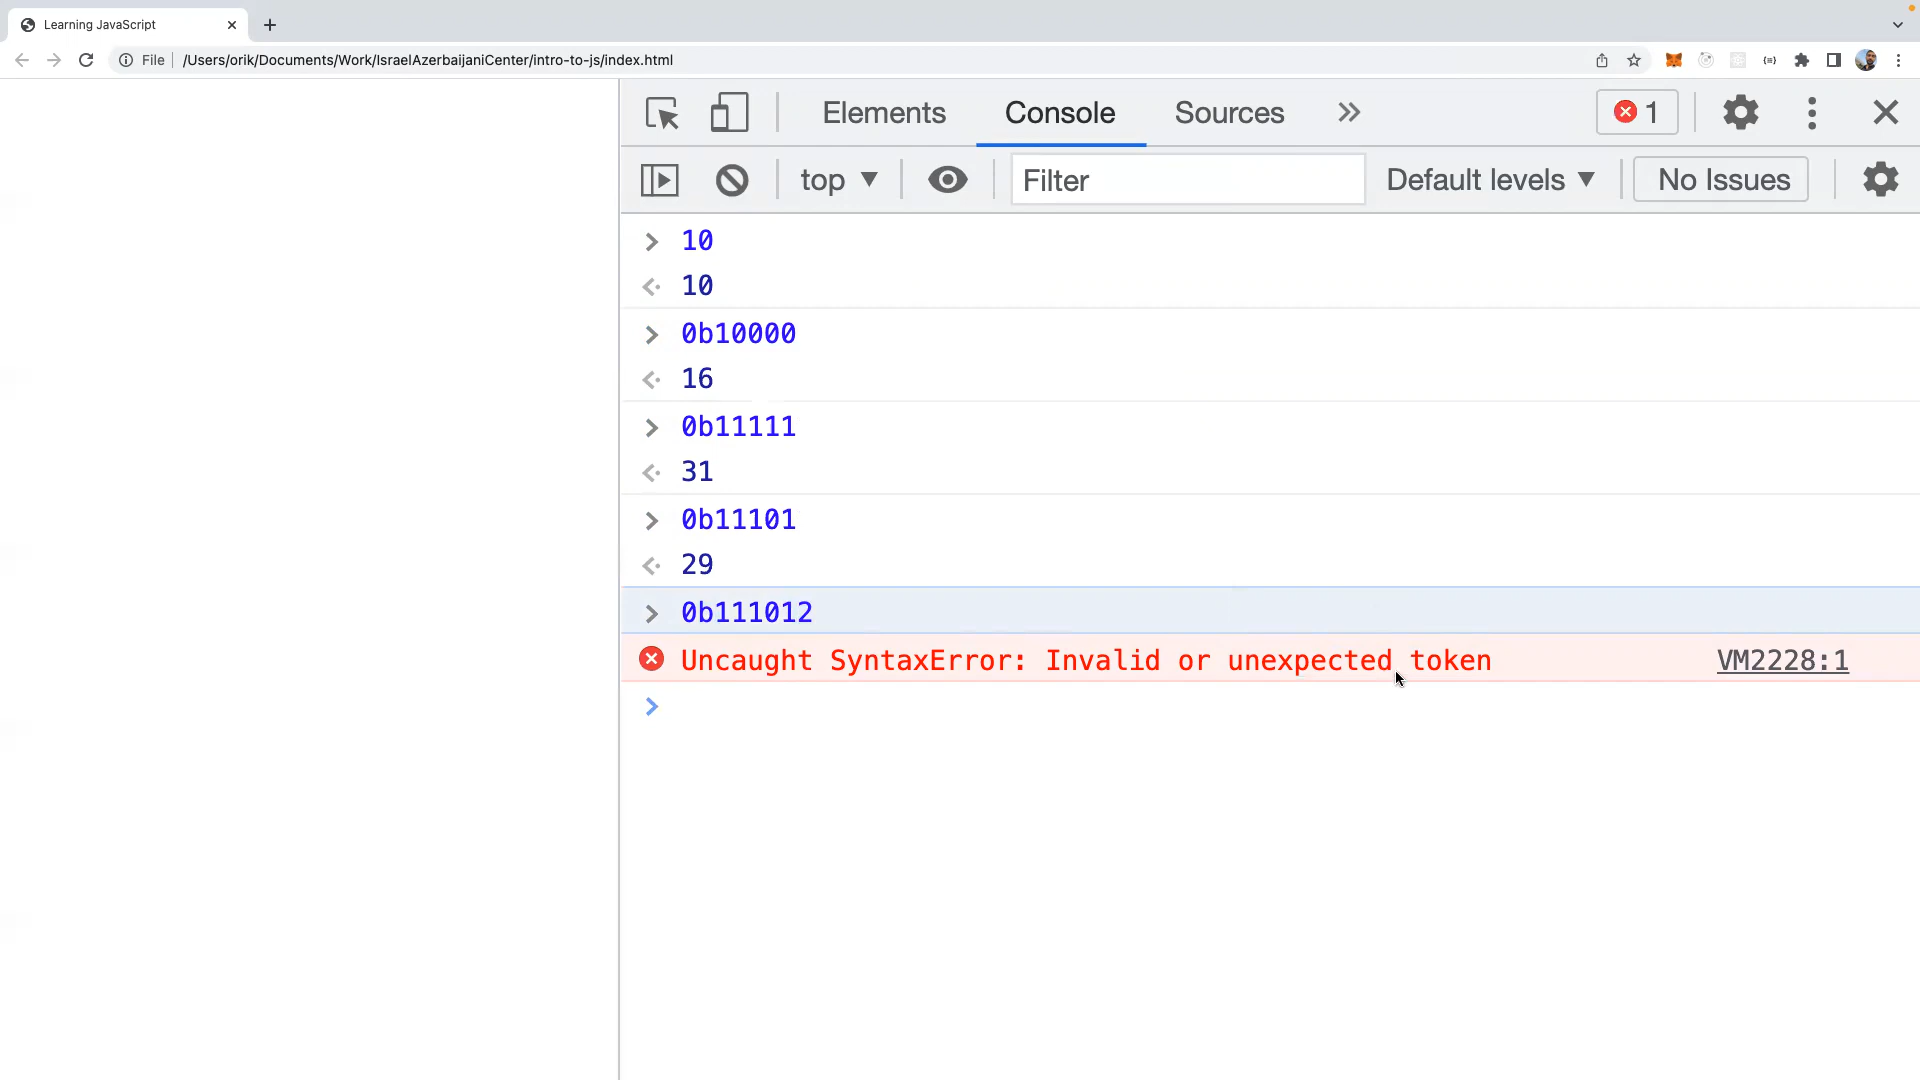 Learning JavaScript
File /Users/orik/Documents/Work/IsraelAzerbaijaniCenter/intro-to-js/index.html
Elements Console Sources 1
top Filter Default levels No Issues
> 10
10
> 0b10000
16
> 0b11111
31
> 0b11101
29
> 0b111012
Uncaught SyntaxError: Invalid or unexpected token VM2228:1
>